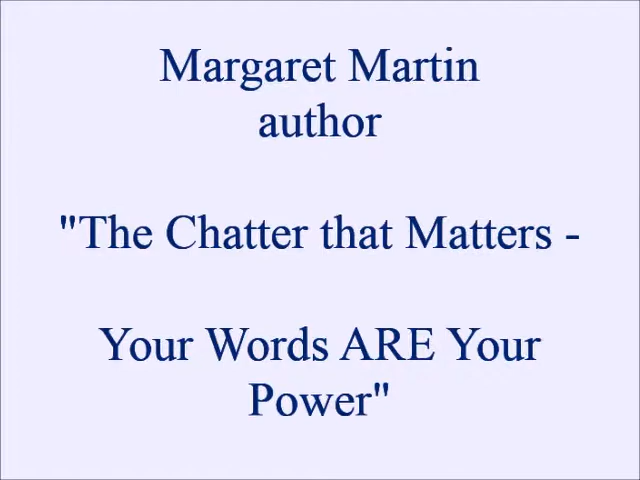 Margaret Martin
author
"The Chatter that Matters -
Your Words ARE Your
Power"